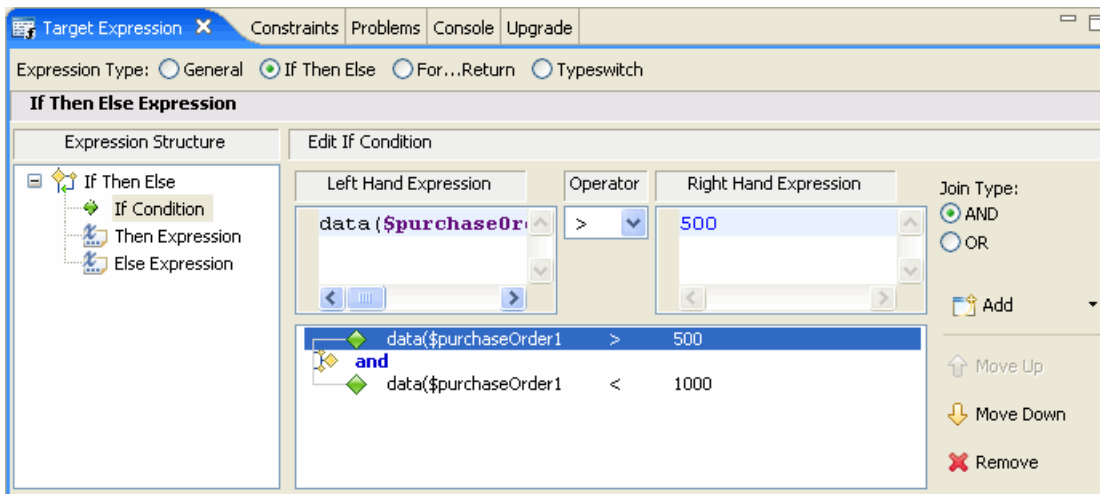 Target Expression Constraints Problems Console Upgrade
Expression Type: General If Then Else For...Return Typeswitch
If Then Else Expression
Expression Structure Edit If Condition
If Then Else
If Condition
Then Expression
Else Expression
Left Hand Expression Operator Right Hand Expression
data($purchaseOr > 500
data($purchaseOrder1 > 500
and
data($purchaseOrder1 < 1000
Join Type:
AND
OR
Add
Move Up
Move Down
Remove